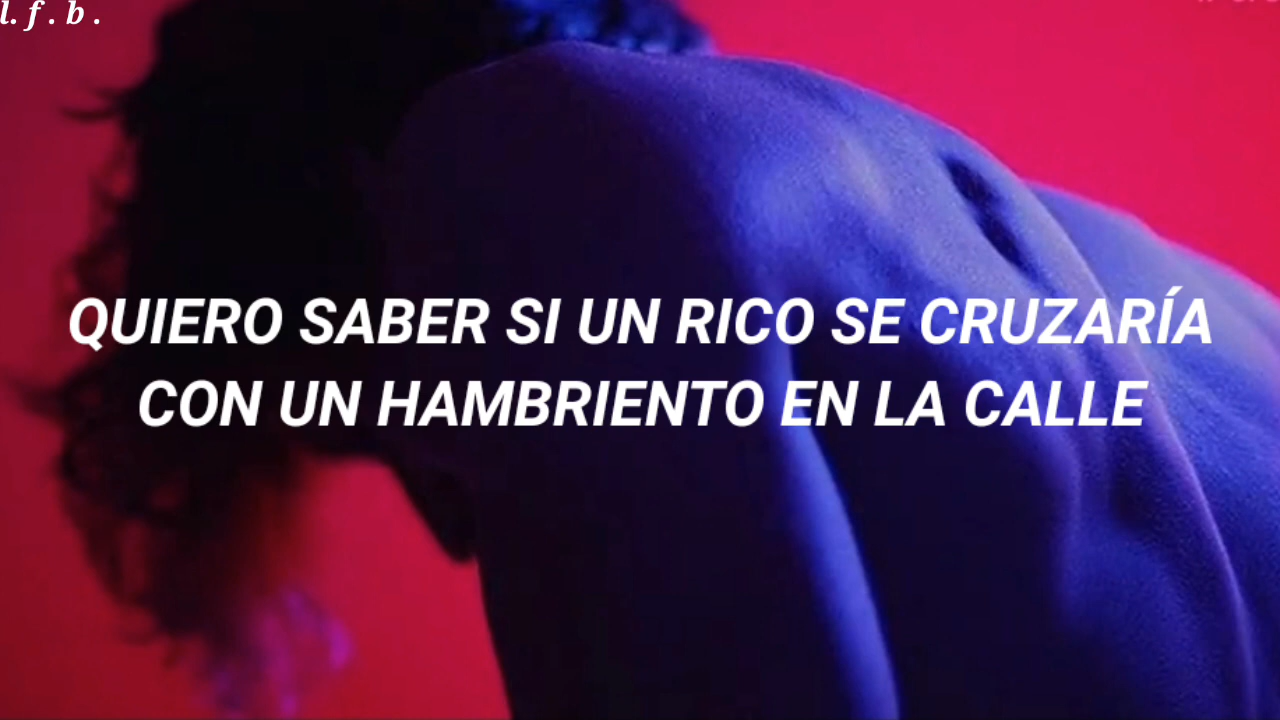 l. f. b.
QUIERO SABER SI UN RICO SE CRUZARÍA
CON UN HAMBRIENTO EN LA CALLE